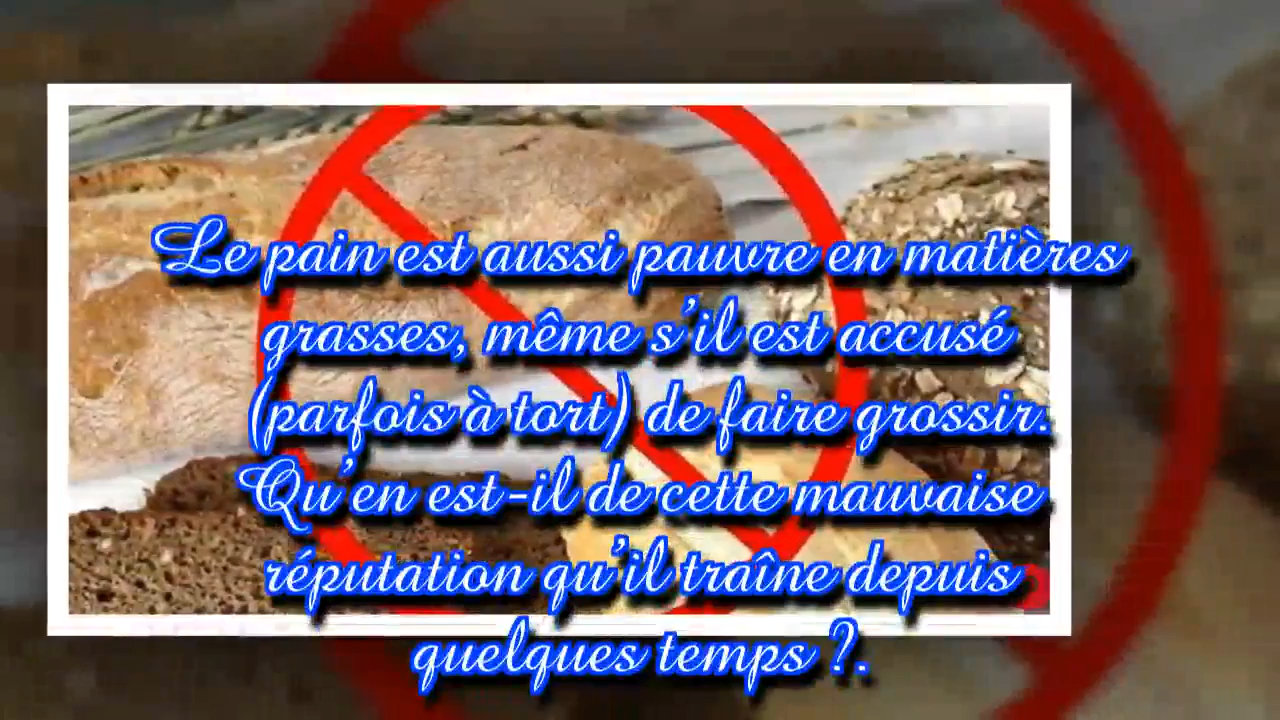 Le pain est aussi pauvre en matières
grasses, même s'il est accusé
(parfois à tort) de faire grossir.
Qu'en est-il de cette mauvaise
réputation qu'il traîne depuis
quelques temps ?.